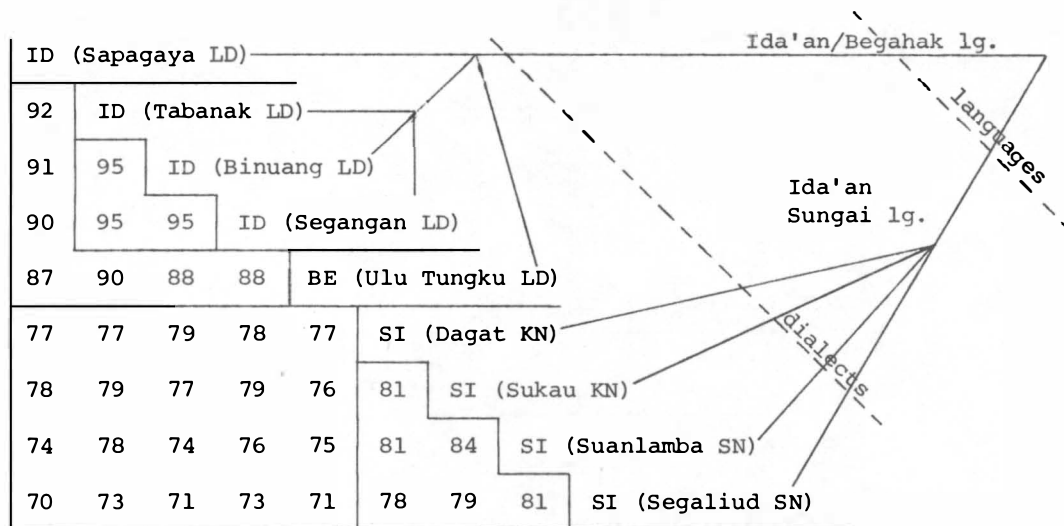 Ida'an/Begahak lg.
ID (Sapagaya LD)
languages
92 ID (Tabanak LD)
91 95 ID (Binuang LD)
Ida'an
Sungai lg.
90 95 95 ID (Segangan LD)
87 90 88 88 BE (Ulu Tungku LD)
77 77 79 78 77 SI (Dagat KN)
dialects
78 79 77 79 76 81 SI (Sukau KN)
74 78 74 76 75 81 84 SI (Suanlamba SN)
70 73 71 73 71 78 79 81 SI (Segaliud SN)